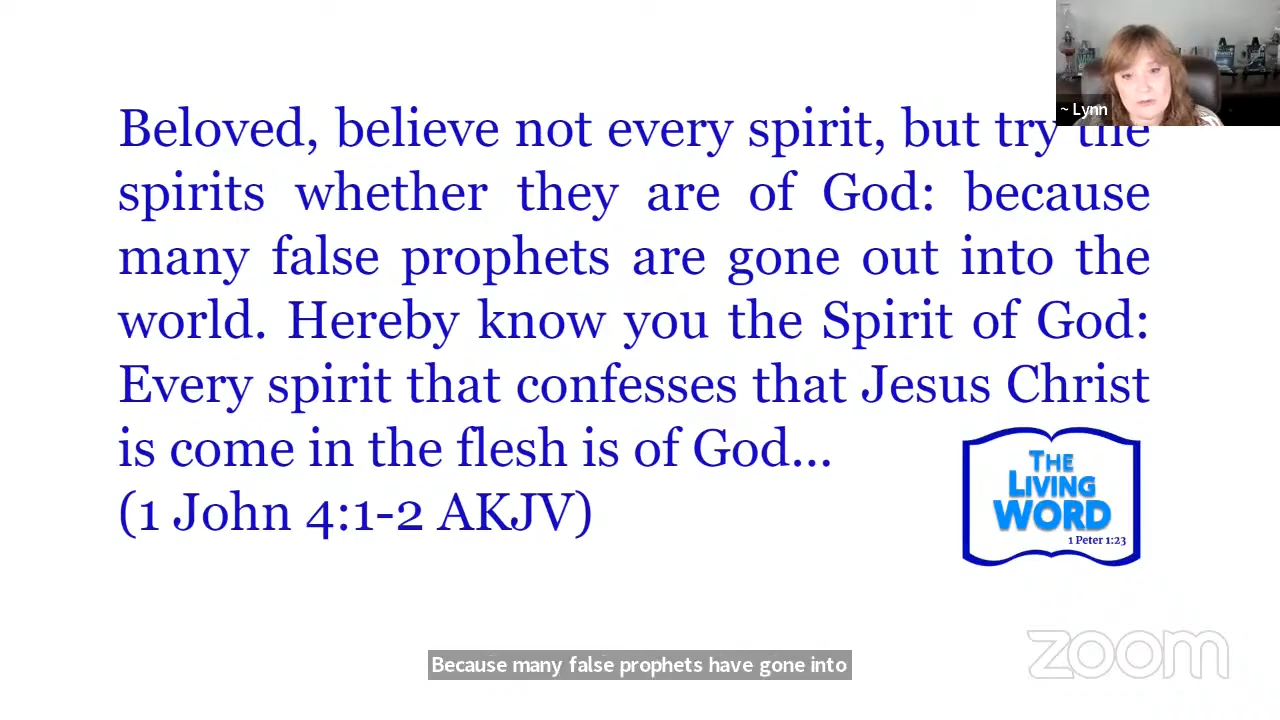 ~ Lynn
Beloved, believe not every spirit, but try the
spirits whether they are of God: because
many false prophets are gone out into the
world. Hereby know you the Spirit of God:
Every spirit that confesses that Jesus Christ
is come in the flesh is of God...
(1 John 4:1-2 AKJV)
THE
LIVING
WORD
1 Peter 1:23
zoom
Because many false prophets have gone into